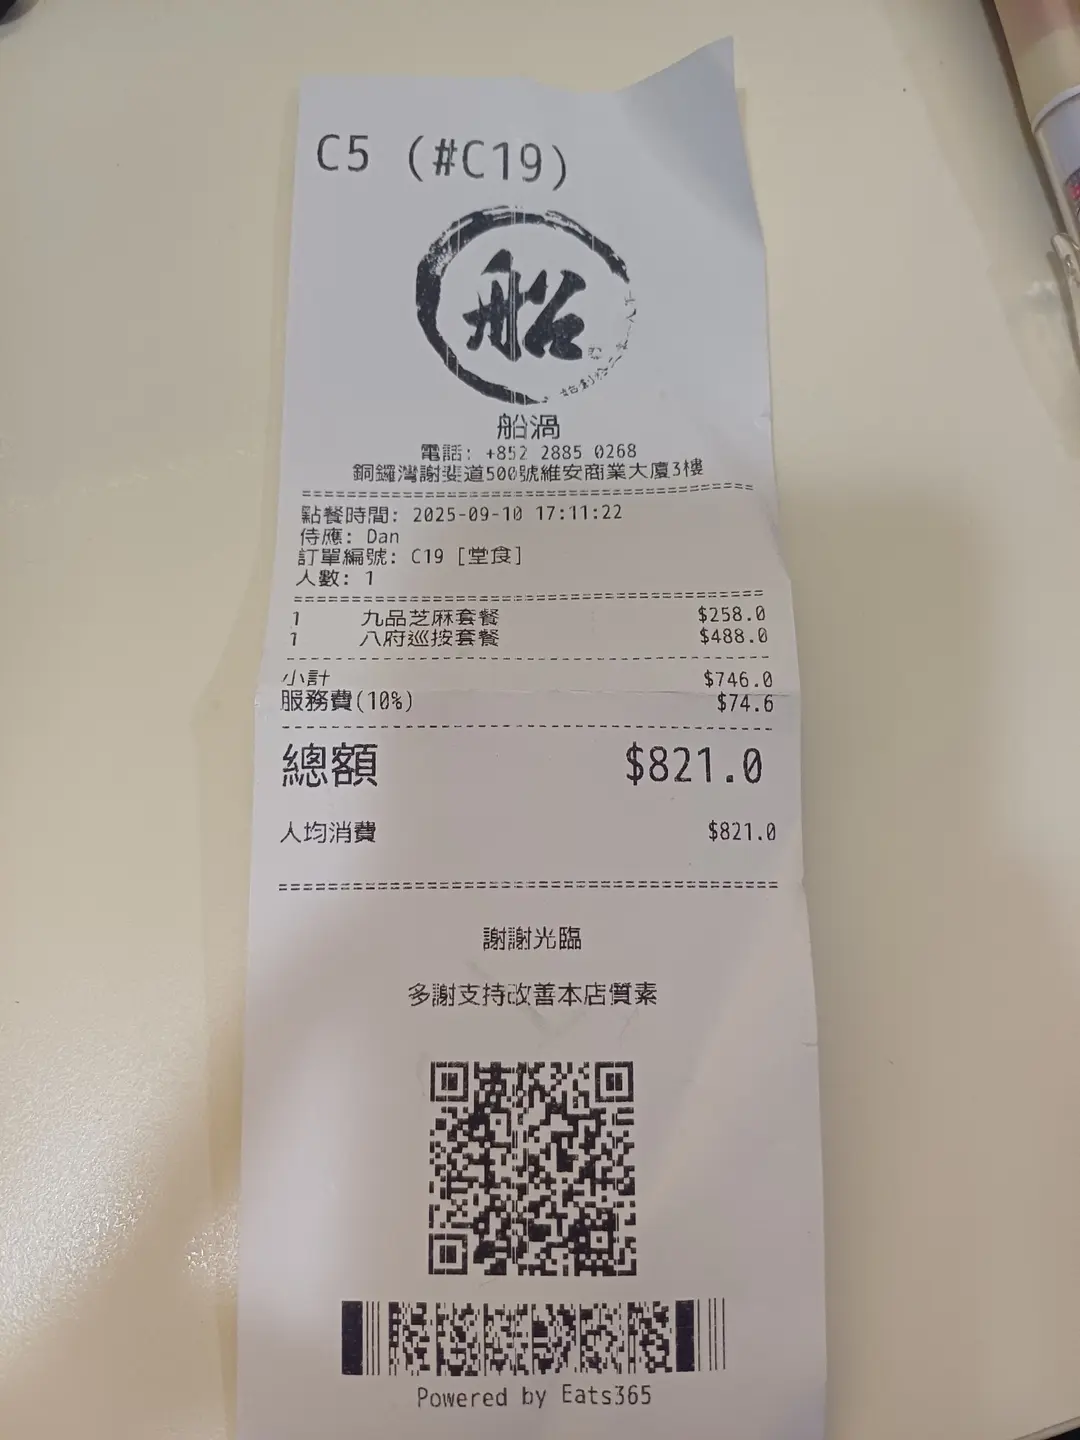 C5 (#C19)
船
船渦
電話: +852 2885 0268
銅鑼灣謝斐道500號維安商業大廈3樓
點餐時間: 2025-09-10 17:11:22
侍應: Dan
訂單編號: C19 [堂食]
人數: 1
1 九品芝麻套餐 $258.0
1 八府巡按套餐 $488.0
小計 $746.0
服務費(10%) $74.6
總額 $821.0
人均消費 $821.0
謝謝光臨
多謝支持改善本店質素
Powered by Eats365